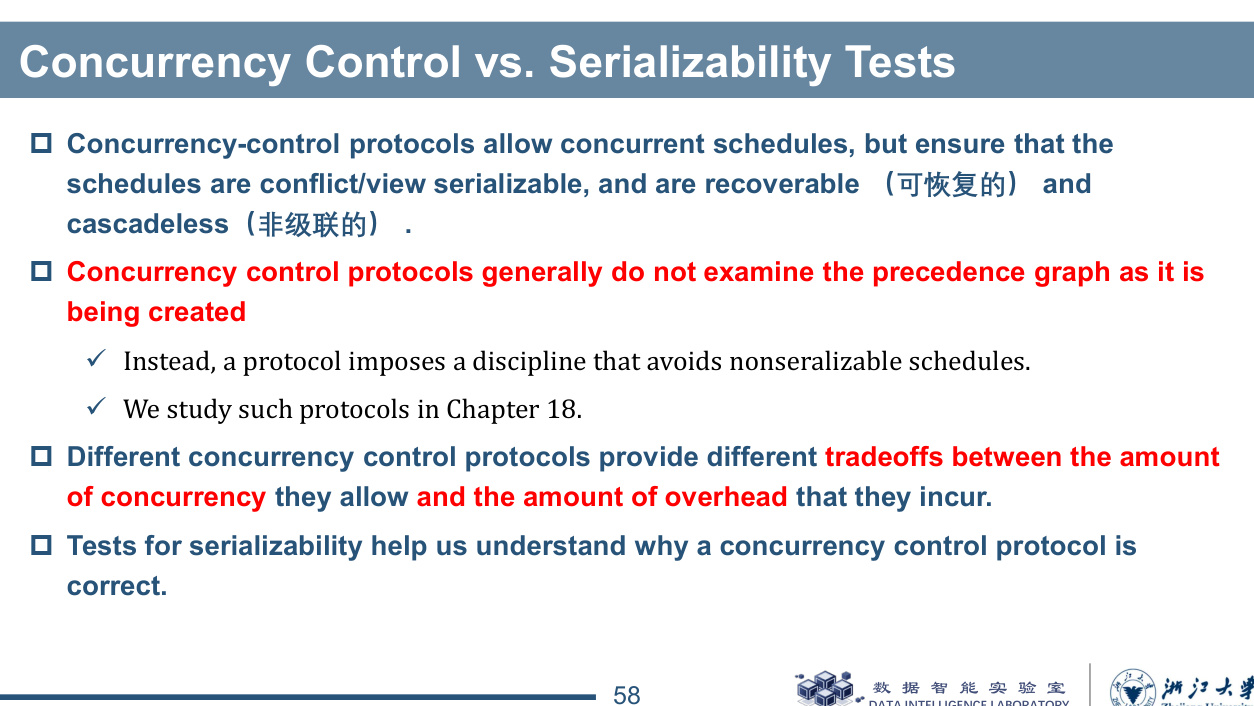 Concurrency Control vs. Serializability Tests
Concurrency-control protocols allow concurrent schedules, but ensure that the
schedules are conflict/view serializable, and are recoverable （可恢复的） and
cascadeless（非级联的） .
Concurrency control protocols generally do not examine the precedence graph as it is
being created
Instead, a protocol imposes a discipline that avoids nonseralizable schedules.
We study such protocols in Chapter 18.
Different concurrency control protocols provide different tradeoffs between the amount
of concurrency they allow and the amount of overhead that they incur.
Tests for serializability help us understand why a concurrency control protocol is
correct.
58
数据智能实验室
DATA INTELLIGENCE LABORATORY
浙江大学